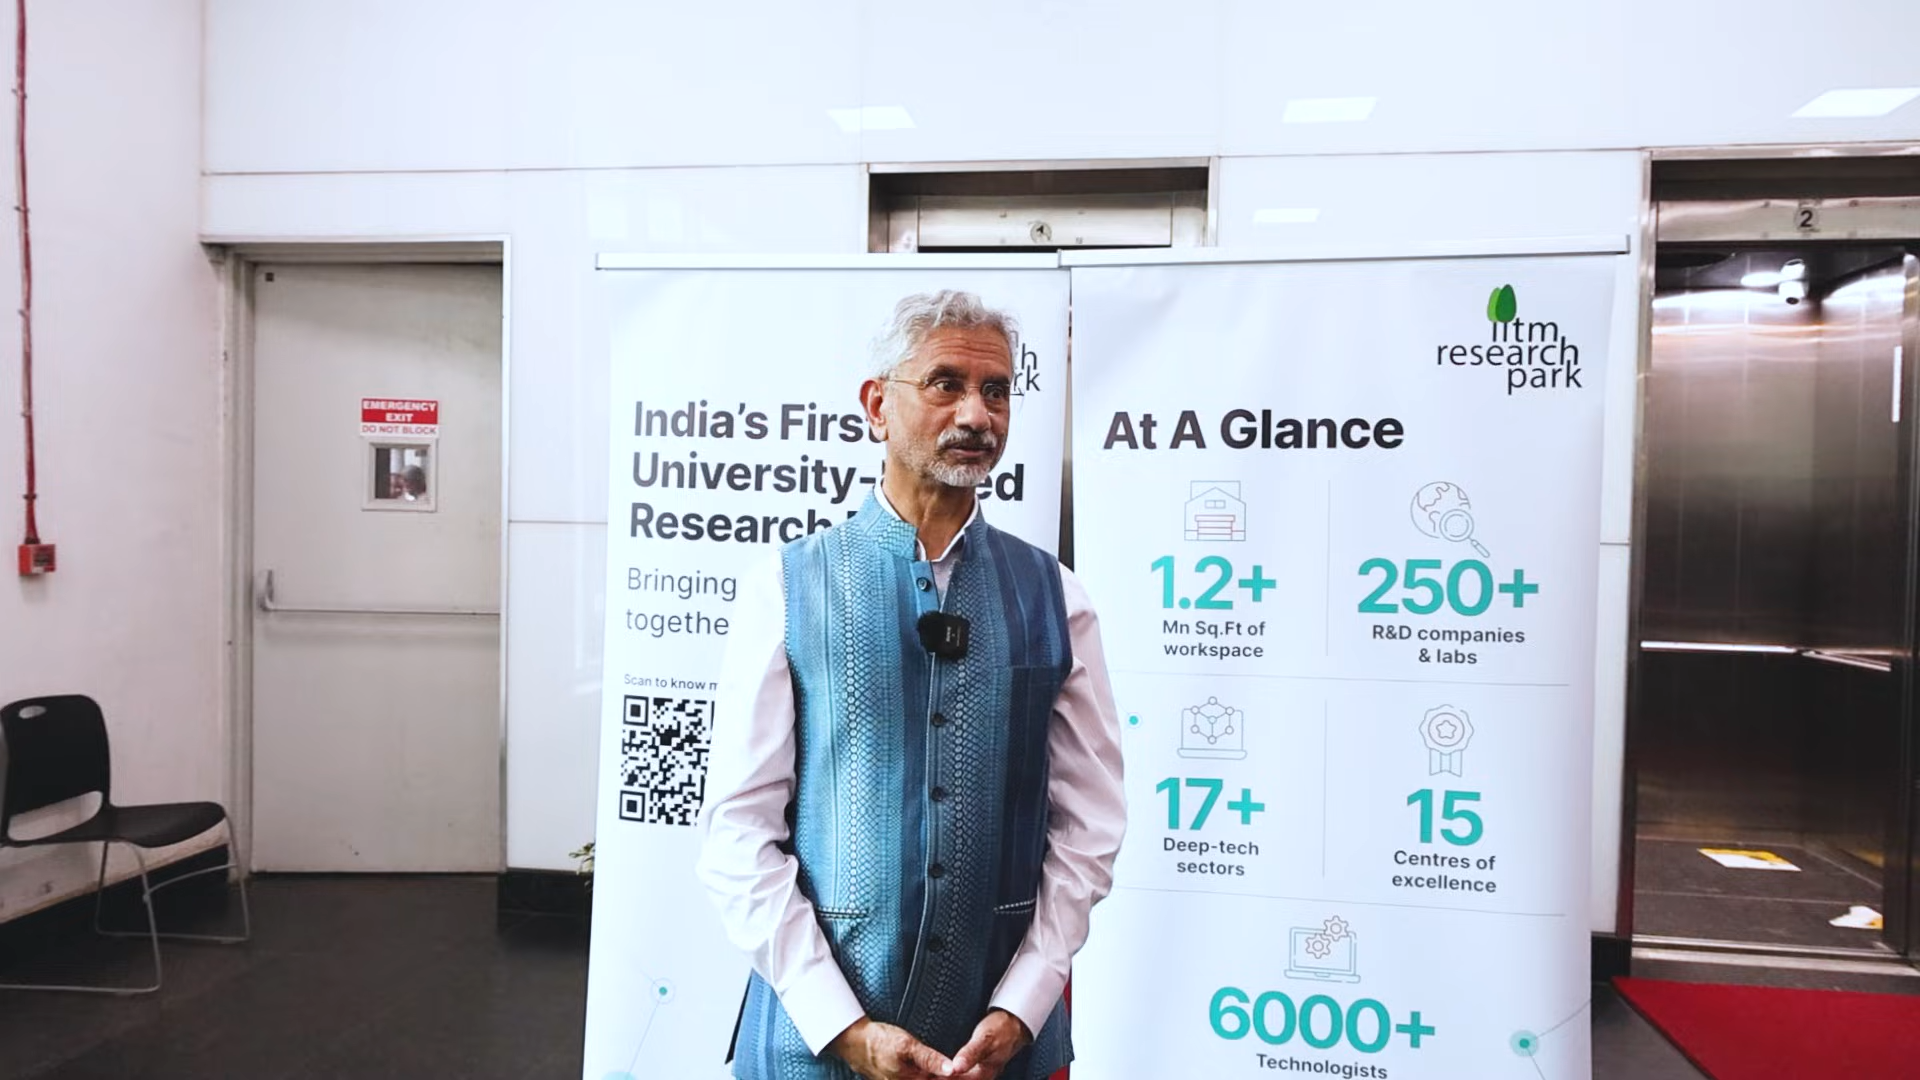 EMERGENCY
EXIT
DO NOT BLOCK
2
India's First
University-
ed
Research
Bringing
Scan to know
iitm
research
park
At A Glance
1.2+
Mn Sq.Ft of
workspace
250+
R&D companies
& labs
17+
Deep-tech
sectors
15
Centres of
excellence
6000+
Technologists